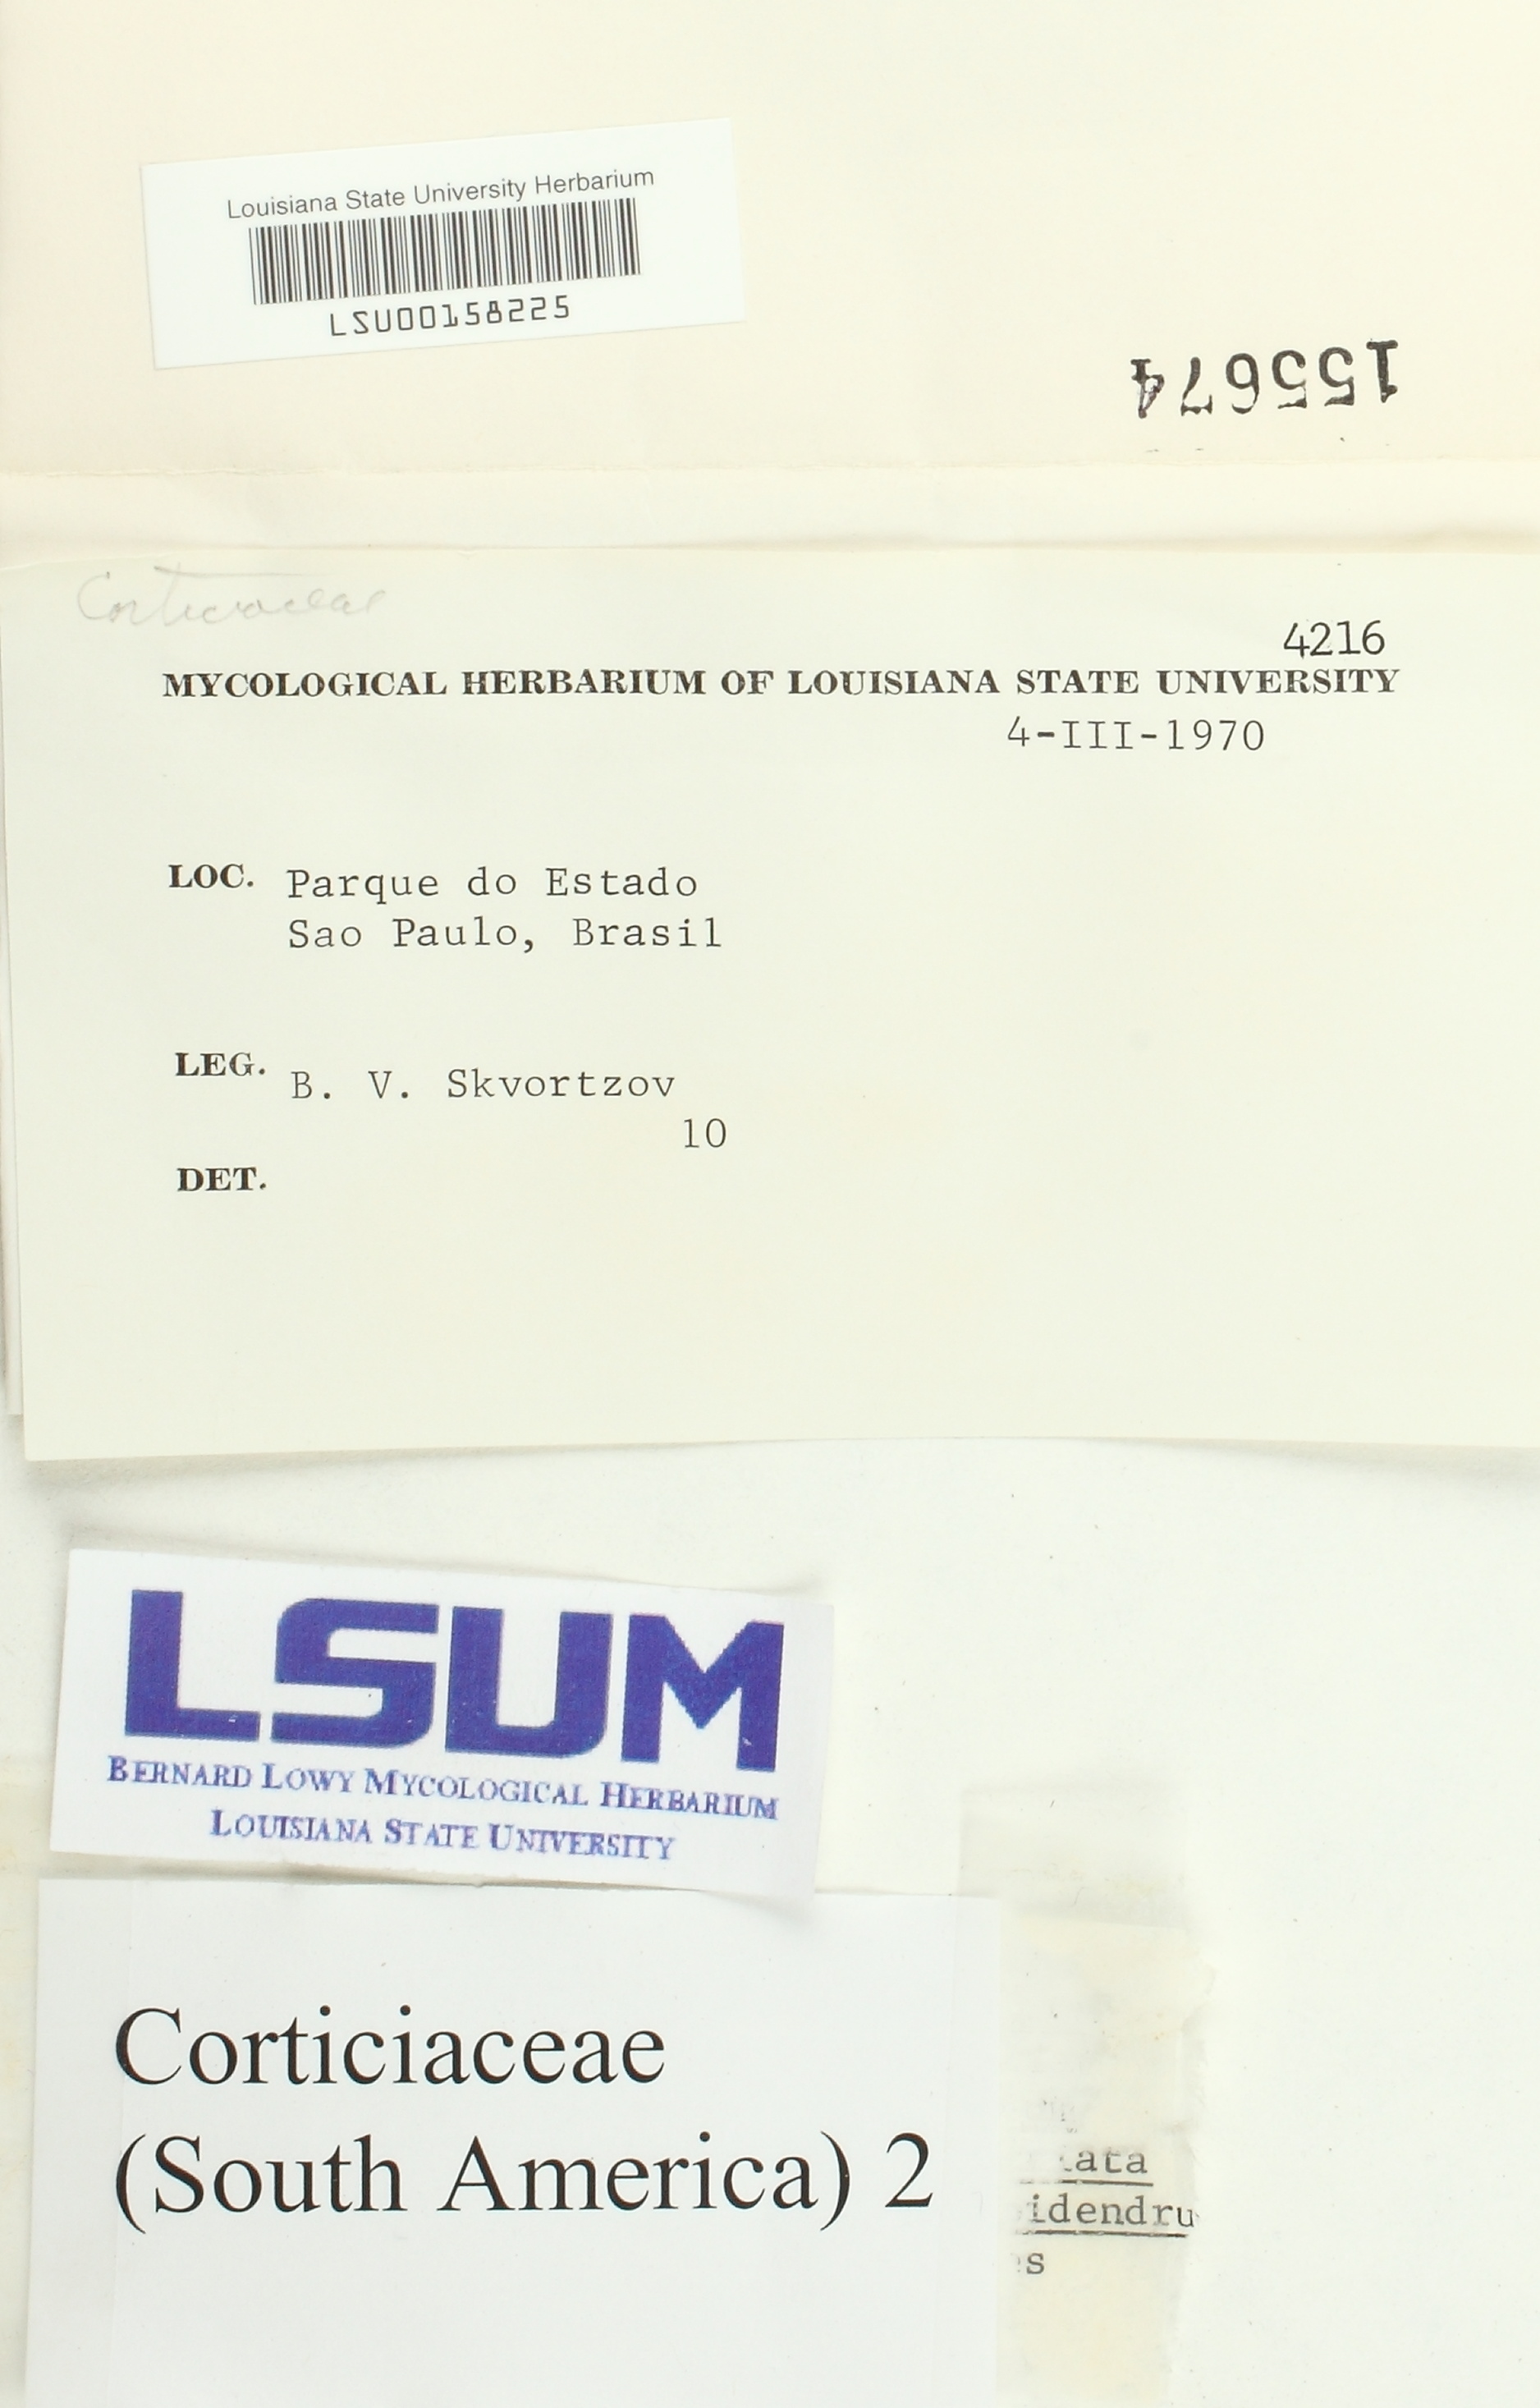 Louisiana State University Herbarium
LSU00158225
155674
Corticiaceae
4216
MYCOLOGICAL HERBARIUM OF LOUISIANA STATE UNIVERSITY
4-III-1970
LOC. Parque do Estado
Sao Paulo, Brasil
LEG. B. V. Skvortzov
10
DET.
LSUM
BERNARD LOWY MYCOLOGICAL HERBARIUM
LOUISIANA STATE UNIVERSITY
Corticiaceae
(South America) 2
ata
idendru
s